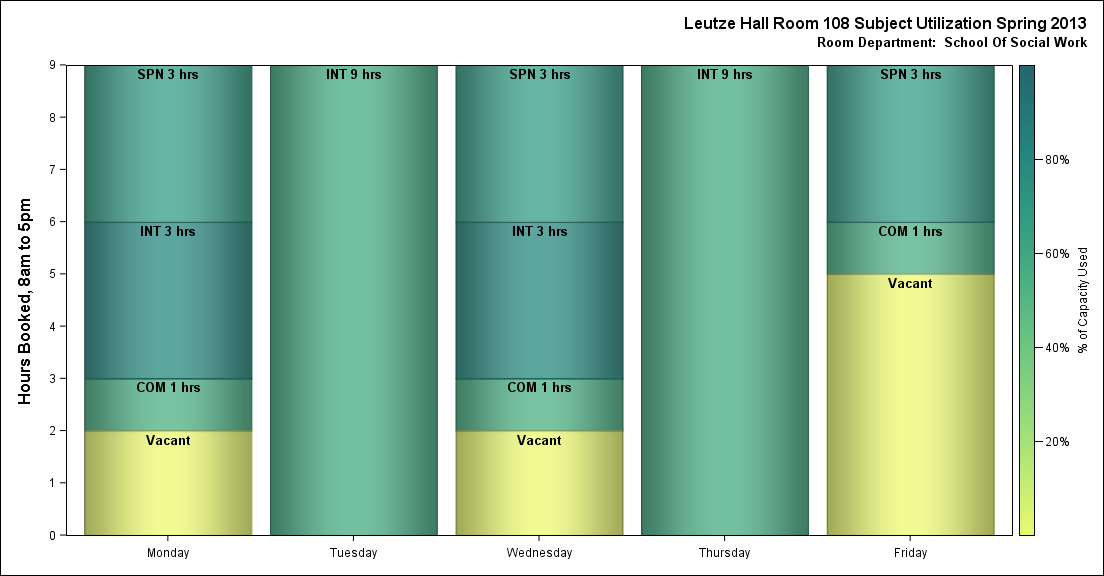 Leutze Hall Room 108 Subject Utilization Spring 2013
Room Department:  School Of Social Work
Hours Booked, 8am to 5pm
9
8
7
6
5
4
3
2
1
0
SPN 3 hrs
INT 3 hrs
COM 1 hrs
Vacant
INT 9 hrs
SPN 3 hrs
INT 3 hrs
COM 1 hrs
Vacant
INT 9 hrs
SPN 3 hrs
COM 1 hrs
Vacant
Monday
Tuesday
Wednesday
Thursday
Friday
80%
60%
40%
20%
% of Capacity Used